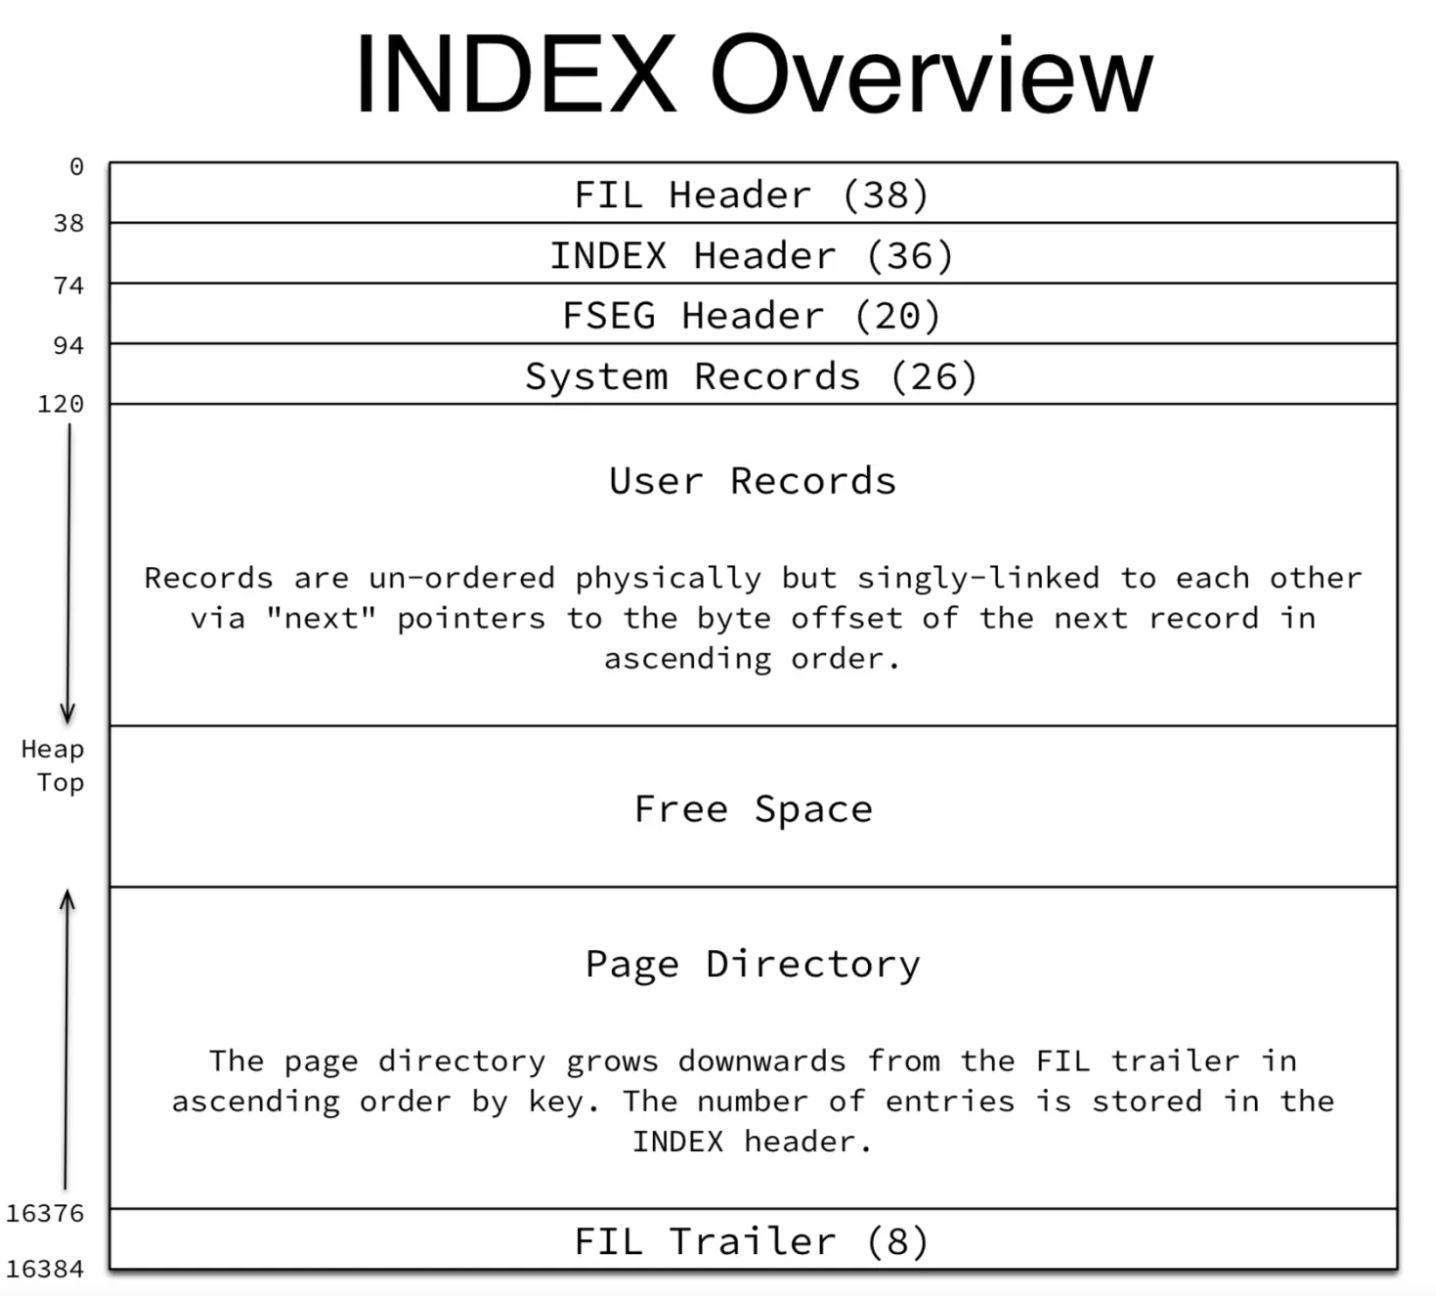 INDEX Overview
0
FIL Header (38)
38
INDEX Header (36)
74
FSEG Header (20)
94
System Records (26)
120
User Records
Records are un-ordered physically but singly-linked to each other
via "next" pointers to the byte offset of the next record in
ascending order.
Heap
Top
Free Space
Page Directory
The page directory grows downwards from the FIL trailer in
ascending order by key. The number of entries is stored in the
INDEX header.
16376
FIL Trailer (8)
16384